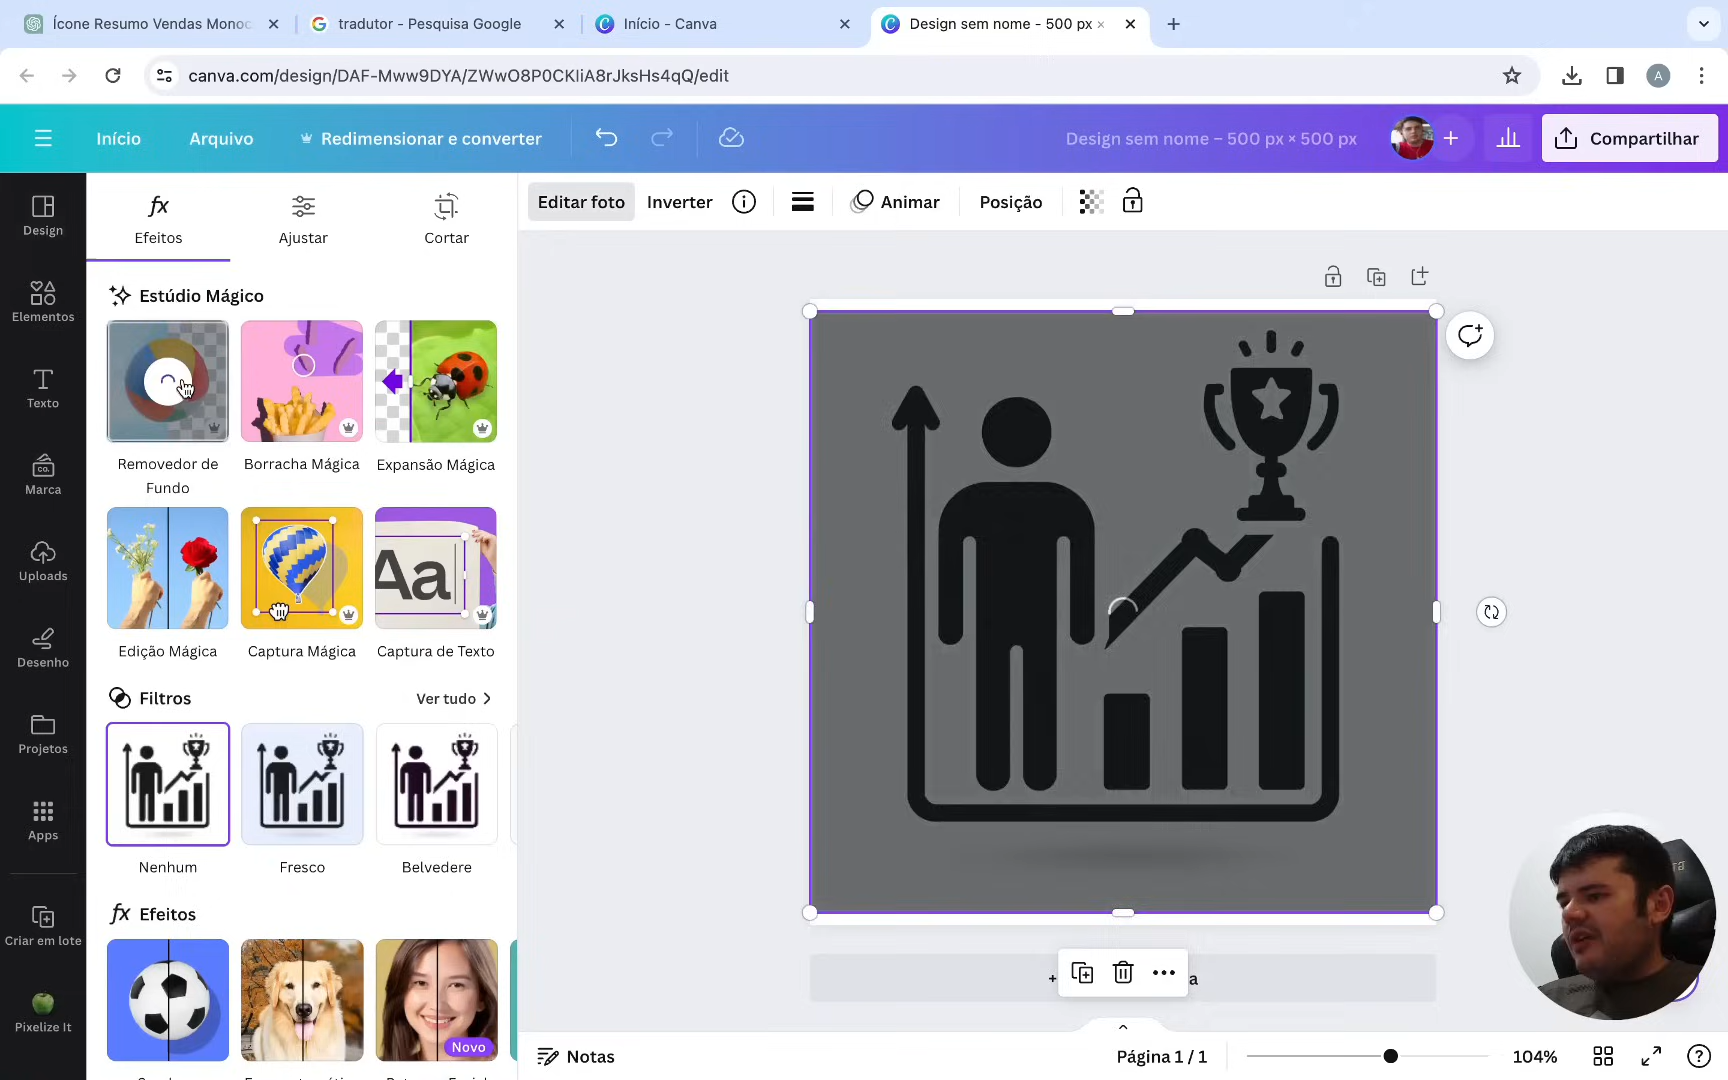 Ícone Resumo Vendas Monoc
tradutor - Pesquisa Google
Início - Canva
Design sem nome - 500 px ×
canva.com/design/DAF-Mww9DYA/ZWwO8P0CKIiA8rJksHs4qQ/edit
A
Início
Arquivo
Redimensionar e converter
Design sem nome – 500 px × 500 px
Compartilhar
Design
Elementos
Texto
CO.
Marca
Uploads
Desenho
Projetos
Apps
Criar em lote
Pixelize It
fx
Efeitos
Ajustar
Cortar
Editar foto
Inverter
Animar
Posição
Estúdio Mágico
Removedor de
Fundo
Borracha Mágica
Expansão Mágica
Aa
Edição Mágica
Captura Mágica
Captura de Texto
Filtros
Ver tudo
Nenhum
Fresco
Belvedere
fx Efeitos
Novo
Notas
Página 1 / 1
104%